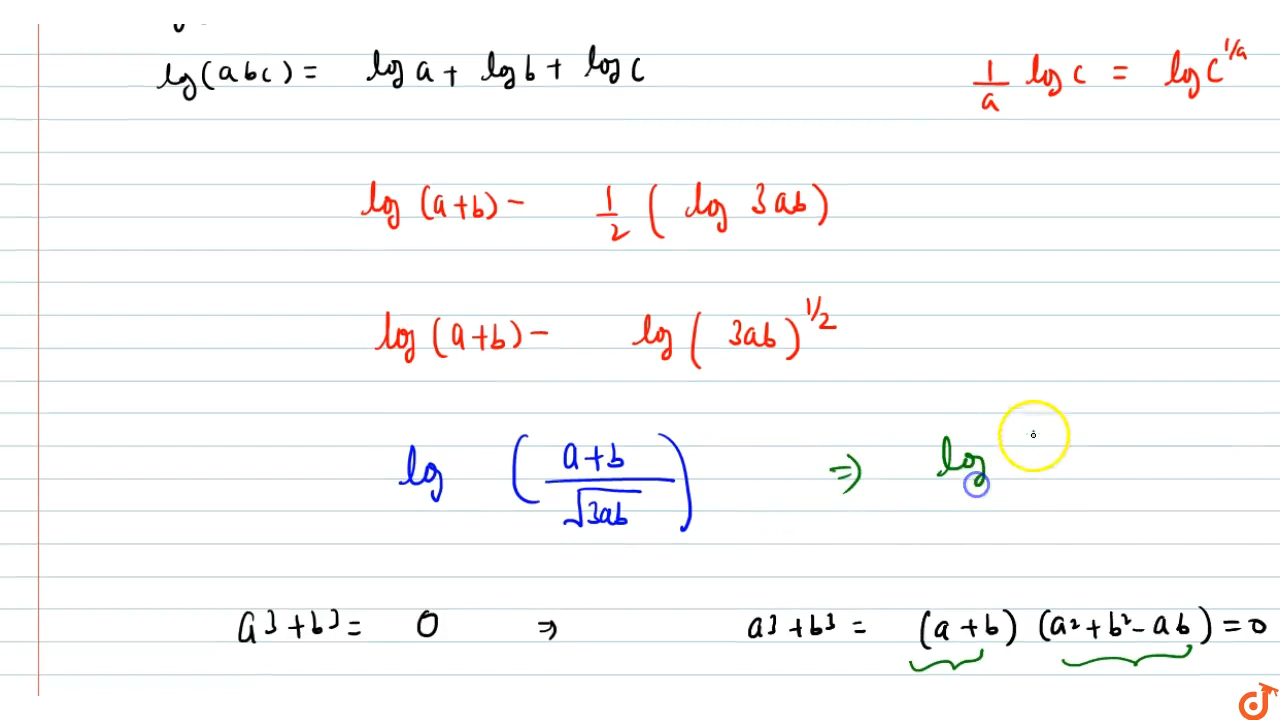 log(abc) = log a + log b + log c
1/a log c = log c^1/a
log (a+b) - 1/2 ( log 3ab)
log (a+b) - log ( 3ab )^1/2
log ( a+b / √3ab ) ⇒ log
a³+b³ = 0 ⇒ a³+b³ = (a+b) (a²+b²-ab) = 0